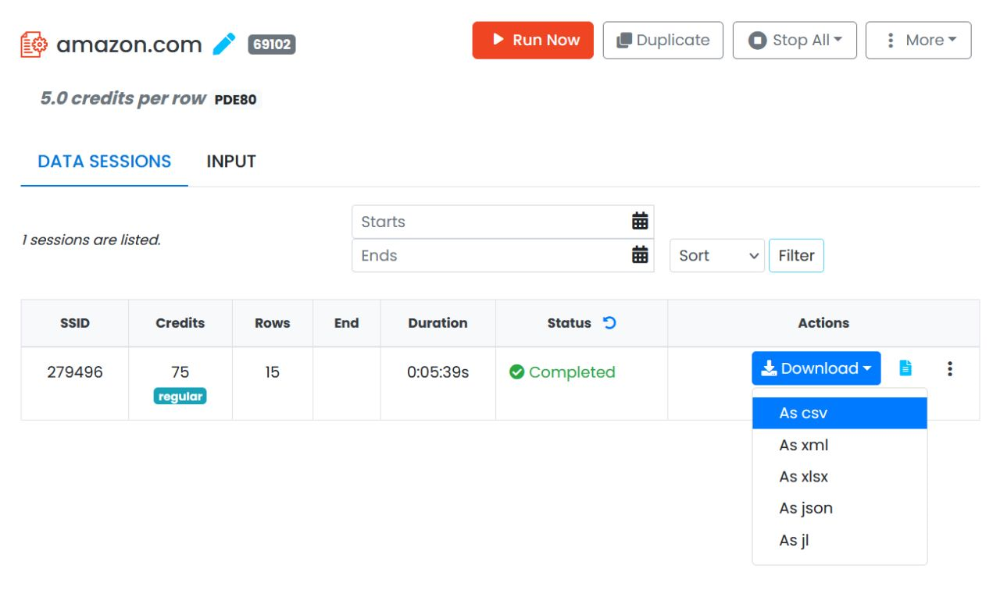 amazon.com 69102 Run Now Duplicate Stop All More
5.0 credits per row PDE80
DATA SESSIONS INPUT
Starts
1 sessions are listed.
Ends Sort Filter
SSID Credits Rows End Duration Status Actions
279496 75 15 0:05:39s Completed Download
regular
As csv
As xml
As xlsx
As json
As jl